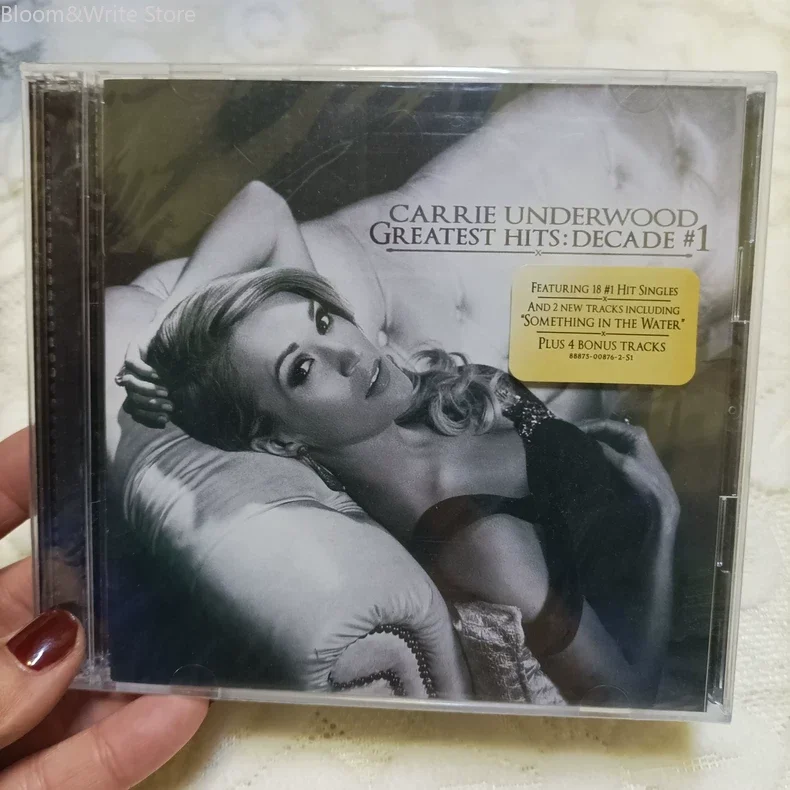 Bloom&Write Store
CARRIE UNDERWOOD
GREATEST HITS: DECADE #1
FEATURING 18 #1 HIT SINGLES
AND 2 NEW TRACKS INCLUDING
"SOMETHING IN THE WATER"
PLUS 4 BONUS TRACKS
88875-00876-2-S1